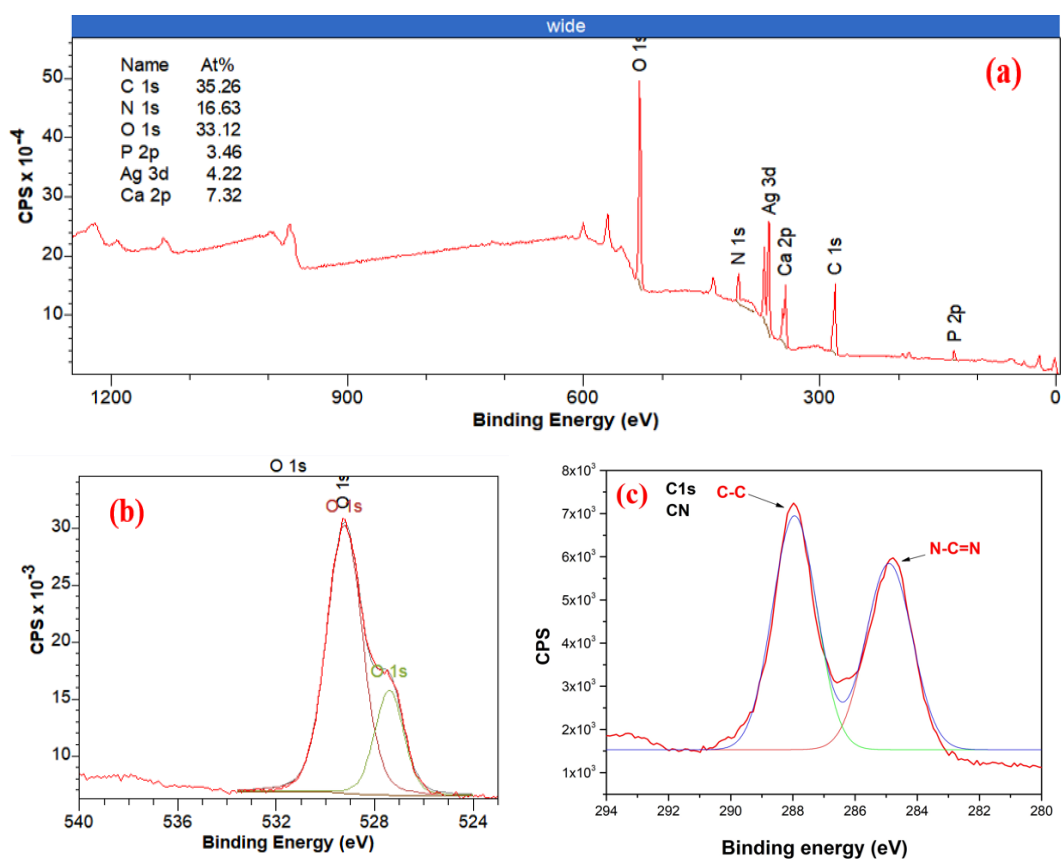 wide
(a)
Name At%
C 1s 35.26
N 1s 16.63
O 1s 33.12
P 2p 3.46
Ag 3d 4.22
Ca 2p 7.32
O 1s
N 1s
Ag 3d
Ca 2p
C 1s
P 2p
CPS x 10-4
50
40
30
20
10
1200 900 600 300 0
Binding Energy (eV)
O 1s
(b)
O 1s
O 1s
O 1s
CPS x 10-3
30
25
20
15
10
540 536 532 528 524
Binding Energy (eV)
(c)
C1s
CN
C-C
N-C=N
CPS
8x10³
7x10³
6x10³
5x10³
4x10³
3x10³
2x10³
1x10³
294 292 290 288 286 284 282 280
Binding energy (eV)